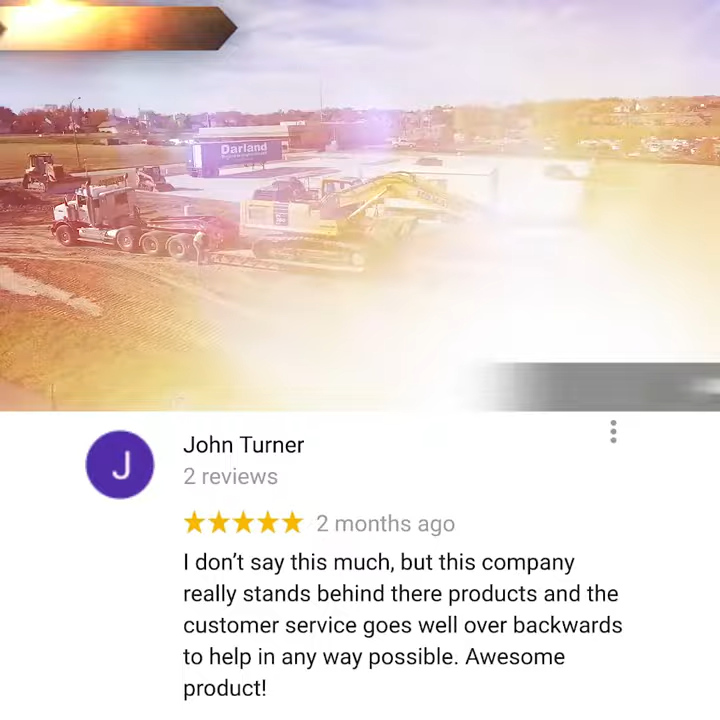 Darland
J
John Turner
2 reviews
2 months ago
I don’t say this much, but this company
really stands behind there products and the
customer service goes well over backwards
to help in any way possible. Awesome
product!